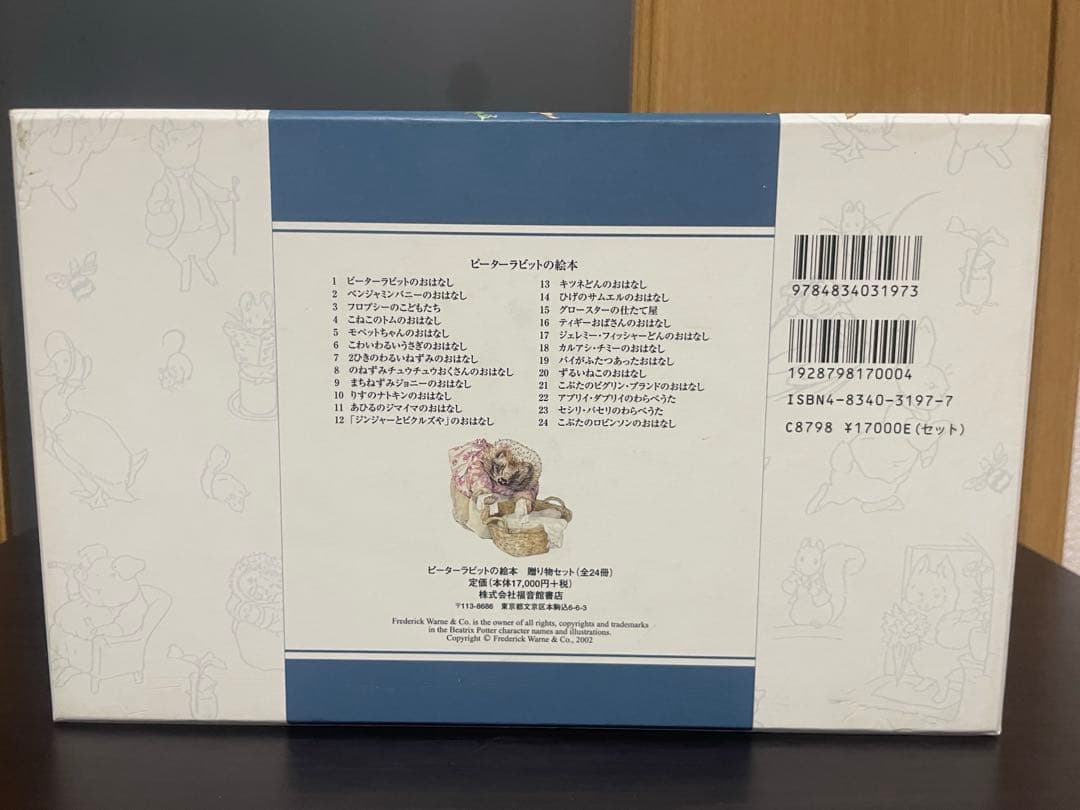 ピーターラビットの絵本
1 ピーターラビットのおはなし
2 ベンジャミンバニーのおはなし
3 フロプシーのこどもたち
4 こねこのトムのおはなし
5 モペットちゃんのおはなし
6 こわいわるいうさぎのおはなし
7 2ひきのわるいねずみのおはなし
8 のねずみチュウチュウおくさんのおはなし
9 まちねずみジョニーのおはなし
10 りすのナトキンのおはなし
11 あひるのジマイマのおはなし
12 「ジンジャーとピクルズや」のおはなし
13 キツネどんのおはなし
14 ひげのサムエルのおはなし
15 グロースターの仕たて屋
16 ティギーおばさんのおはなし
17 ジェレミー・フィッシャーどんのおはなし
18 カルアシ・チミーのおはなし
19 パイがふたつあったおはなし
20 ずるいねこのおはなし
21 こぶたのピグリン・ブランドのおはなし
22 アプリイ・ダプリイのわらべうた
23 セシリ・パセリのわらべうた
24 こぶたのロビンソンのおはなし
ピーターラビットの絵本 贈り物セット(全24冊)
定価(本体17,000円+税)
株式会社福音館書店
〒113-8686 東京都文京区本駒込6-6-3
Frederick Warne & Co. is the owner of all rights, copyrights and trademarks
in the Beatrix Potter character names and illustrations.
Copyright © Frederick Warne & Co., 2002
9784834031973
1928798170004
ISBN4-8340-3197-7
C8798 ¥17000E(セット)